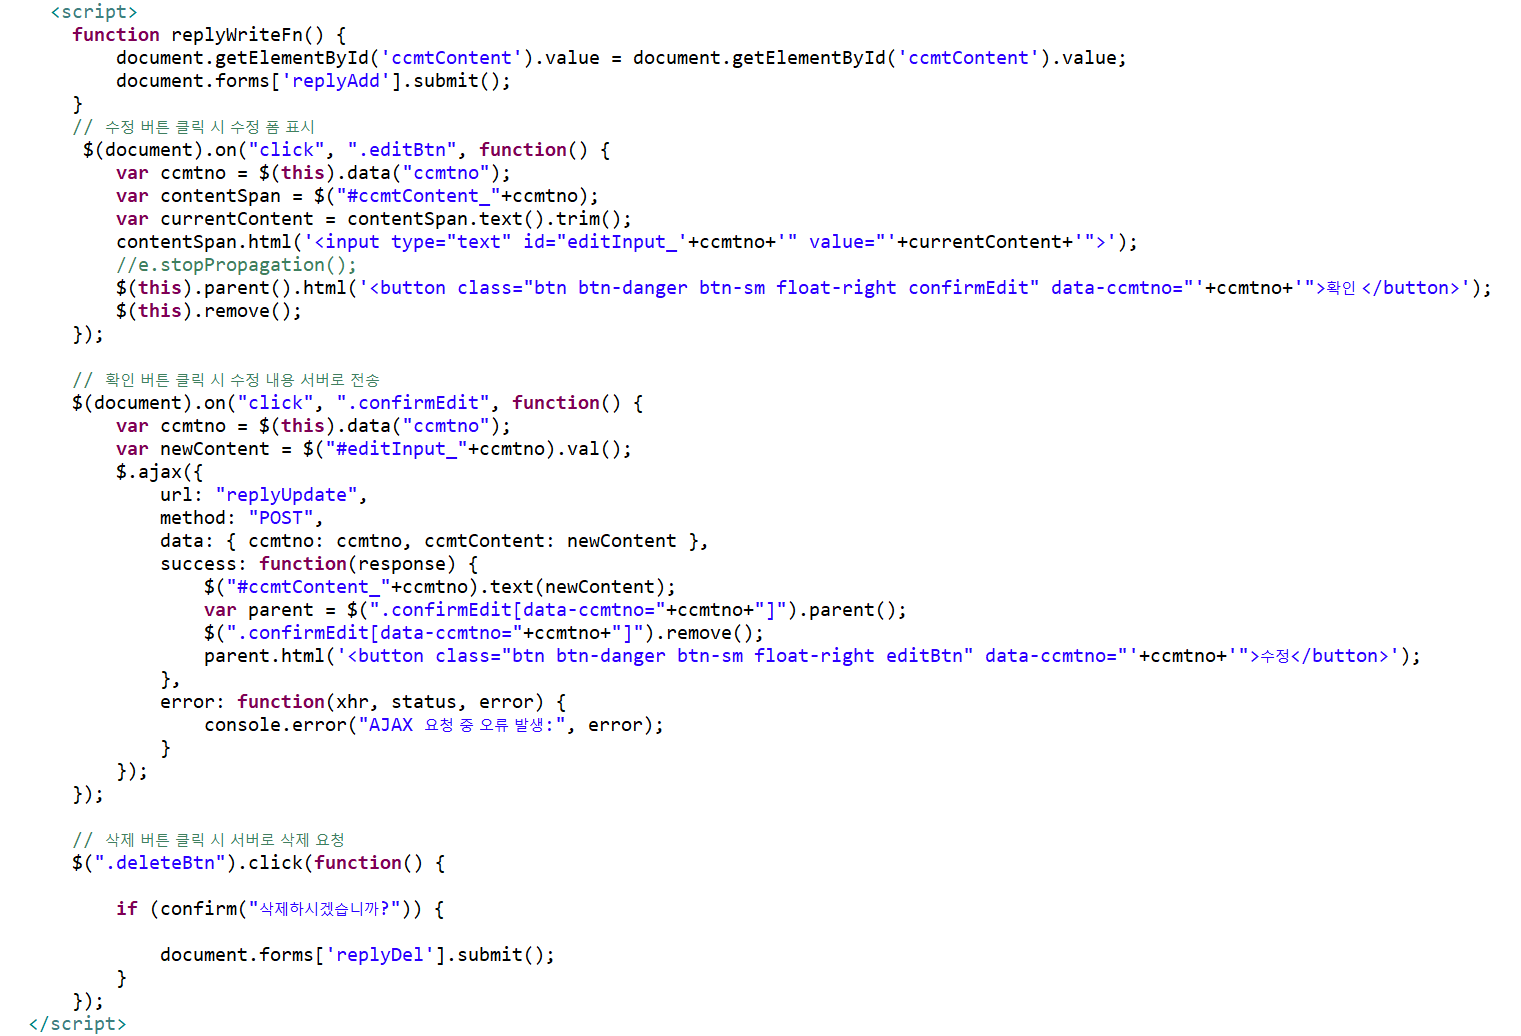 <script>
function replyWriteFn() {
document.getElementById('ccmtContent').value = document.getElementById('ccmtContent').value;
document.forms['replyAdd'].submit();
}
// 수정 버튼 클릭 시 수정 폼 표시
$(document).on("click", ".editBtn", function() {
var ccmtno = $(this).data("ccmtno");
var contentSpan = $("#ccmtContent_"+ccmtno);
var currentContent = contentSpan.text().trim();
contentSpan.html('<input type="text" id="editInput_'+ccmtno+'" value="'+currentContent+'">');
//e.stopPropagation();
$(this).parent().html('<button class="btn btn-danger btn-sm float-right confirmEdit" data-ccmtno="'+ccmtno+'">확인 </button>');
$(this).remove();
});
// 확인 버튼 클릭 시 수정 내용 서버로 전송
$(document).on("click", ".confirmEdit", function() {
var ccmtno = $(this).data("ccmtno");
var newContent = $("#editInput_"+ccmtno).val();
$.ajax({
url: "replyUpdate",
method: "POST",
data: { ccmtno: ccmtno, ccmtContent: newContent },
success: function(response) {
$("#ccmtContent_"+ccmtno).text(newContent);
var parent = $(".confirmEdit[data-ccmtno="+ccmtno+"]").parent();
$(".confirmEdit[data-ccmtno="+ccmtno+"]").remove();
parent.html('<button class="btn btn-danger btn-sm float-right editBtn" data-ccmtno="'+ccmtno+'">수정</button>');
},
error: function(xhr, status, error) {
console.error("AJAX 요청 중 오류 발생:", error);
}
});
});
// 삭제 버튼 클릭 시 서버로 삭제 요청
$(".deleteBtn").click(function() {
if (confirm("삭제하시겠습니까?")) {
document.forms['replyDel'].submit();
}
});
</script>